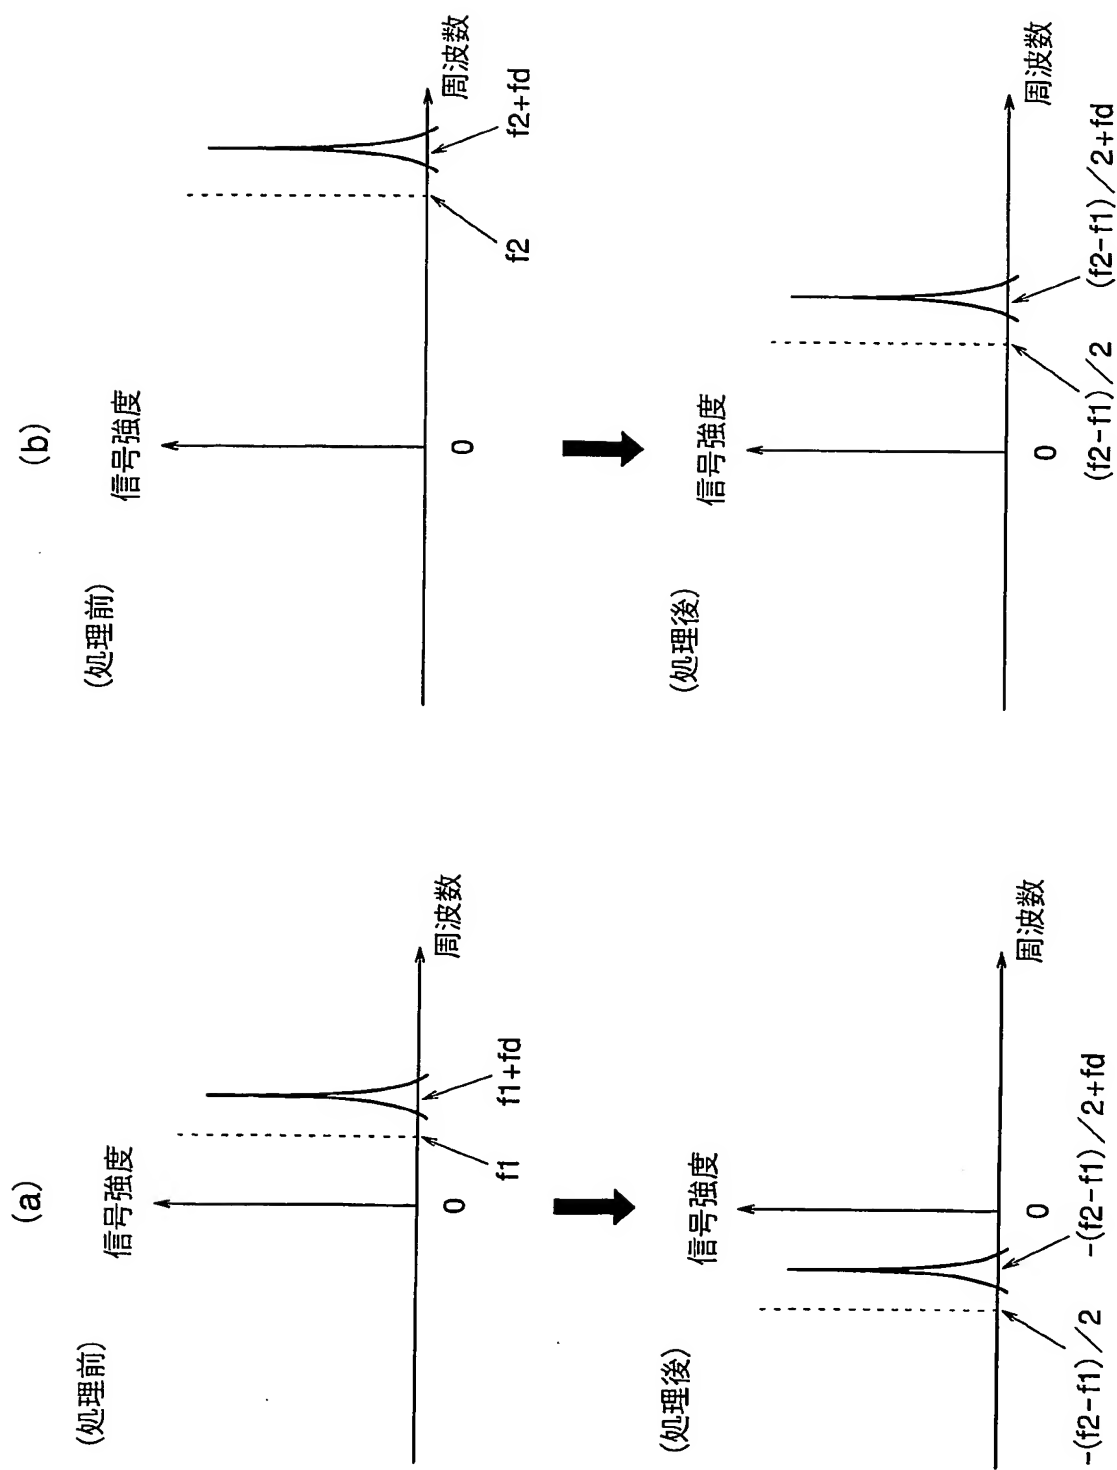 (a)
(処理前)
信号強度
周波数
0
f1
f1+fd
(処理後)
信号強度
周波数
0
-(f2-f1)/2
-(f2-f1)/2+fd
(b)
(処理前)
信号強度
周波数
0
f2
f2+fd
(処理後)
信号強度
周波数
0
(f2-f1)/2
(f2-f1)/2+fd